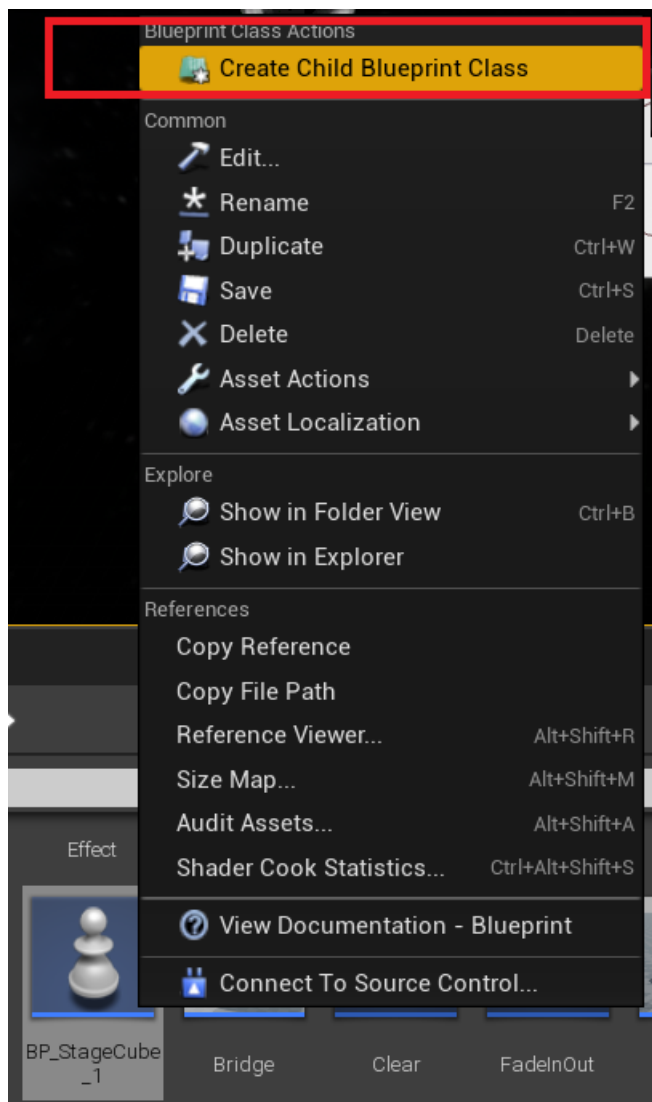 Blueprint Class Actions
Create Child Blueprint Class
Common
Edit...
Rename F2
Duplicate Ctrl+W
Save Ctrl+S
Delete Delete
Asset Actions
Asset Localization
Explore
Show in Folder View Ctrl+B
Show in Explorer
References
Copy Reference
Copy File Path
Reference Viewer... Alt+Shift+R
Size Map... Alt+Shift+M
Audit Assets... Alt+Shift+A
Shader Cook Statistics... Ctrl+Alt+Shift+S
View Documentation - Blueprint
Connect To Source Control...
Effect
BP_StageCube
_1
Bridge
Clear
FadeInOut